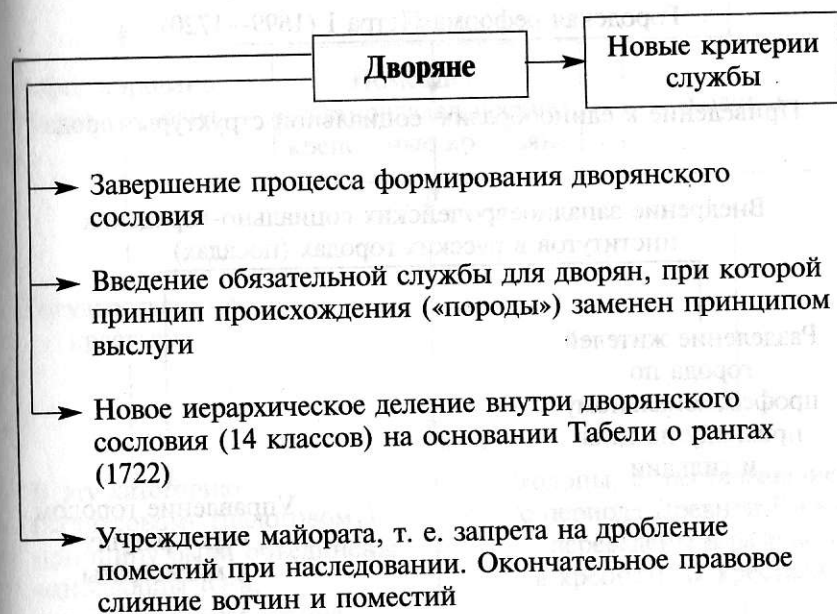 Дворяне
Новые критерии
службы
Завершение процесса формирования дворянского
сословия
Введение обязательной службы для дворян, при которой
принцип происхождения («породы») заменен принципом
выслуги
Новое иерархическое деление внутри дворянского
сословия (14 классов) на основании Табели о рангах
(1722)
Учреждение майората, т. е. запрета на дробление
поместий при наследовании. Окончательное правовое
слияние вотчин и поместий